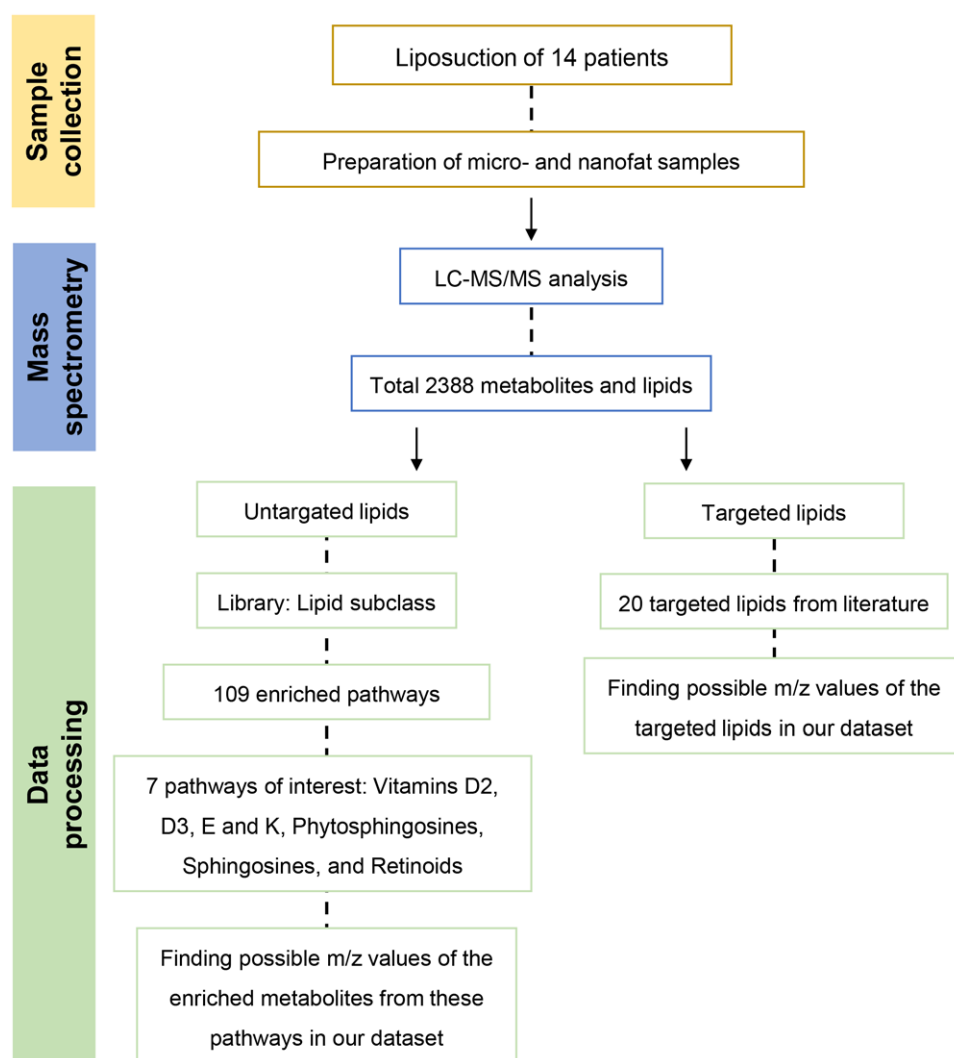 Sample
collection
Liposuction of 14 patients
Preparation of micro- and nanofat samples
Mass
spectrometry
LC-MS/MS analysis
Total 2388 metabolites and lipids
Data
processing
Untargated lipids
Library: Lipid subclass
109 enriched pathways
7 pathways of interest: Vitamins D2,
D3, E and K, Phytosphingosines,
Sphingosines, and Retinoids
Finding possible m/z values of the
enriched metabolites from these
pathways in our dataset
Targeted lipids
20 targeted lipids from literature
Finding possible m/z values of the
targeted lipids in our dataset